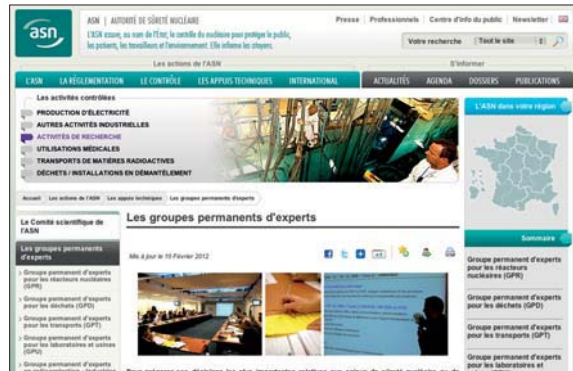 asn
ASN | AUTORITÉ DE SÛRETÉ NUCLÉAIRE
L'ASN assure, au nom de l'État, le contrôle du nucléaire pour protéger le public,
les patients, les travailleurs et l'environnement. Elle informe les citoyens.
Presse | Professionnels | Centre d'info du public | Newsletter
Votre recherche Tout le site
Les actions de l'ASN
S'informer
L'ASN LA RÉGLEMENTATION LE CONTRÔLE LES APPUIS TECHNIQUES INTERNATIONAL ACTUALITÉS AGENDA DOSSIERS PUBLICATIONS
Les activités contrôlées
PRODUCTION D'ÉLECTRICITÉ
AUTRES ACTIVITÉS INDUSTRIELLES
ACTIVITÉS DE RECHERCHE
UTILISATIONS MÉDICALES
TRANSPORTS DE MATIÈRES RADIOACTIVES
DÉCHETS / INSTALLATIONS EN DÉMANTÈLEMENT
L'ASN dans votre région
Accueil Les actions de l'ASN Les appuis techniques Les groupes permanents d'experts
Le Comité scientifique de
l'ASN
Les groupes permanents
d'experts
Groupe permanent d'experts
pour les réacteurs nucléaires
(GPR)
Groupe permanent d'experts
pour les déchets (GPD)
Groupe permanent d'experts
pour les transports (GPT)
Groupe permanent d'experts
pour les laboratoires et usines
(GPU)
Groupe permanent d'experts
Les groupes permanents d'experts
Mis à jour le 15 Février 2012
Sommaire
Groupe permanent d'experts
pour les réacteurs
nucléaires (GPR)
Groupe permanent d'experts
pour les déchets (GPD)
Groupe permanent d'experts
pour les transports (GPT)
Groupe permanent d'experts
pour les laboratoires et